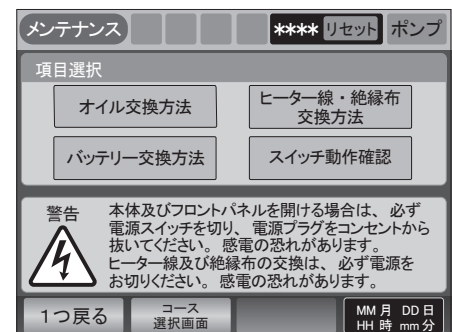 メンテナンス **** リセット ポンプ
項目選択
オイル交換方法
ヒーター線・絶縁布
交換方法
バッテリー交換方法
スイッチ動作確認
警告
本体及びフロントパネルを開ける場合は、必ず
電源スイッチを切り、電源プラグをコンセントから
抜いてください。感電の恐れがあります。
ヒーター線及び絶縁布の交換は、必ず電源を
お切りください。感電の恐れがあります。
1つ戻る
コース
選択画面
MM 月 DD 日
HH 時 mm 分